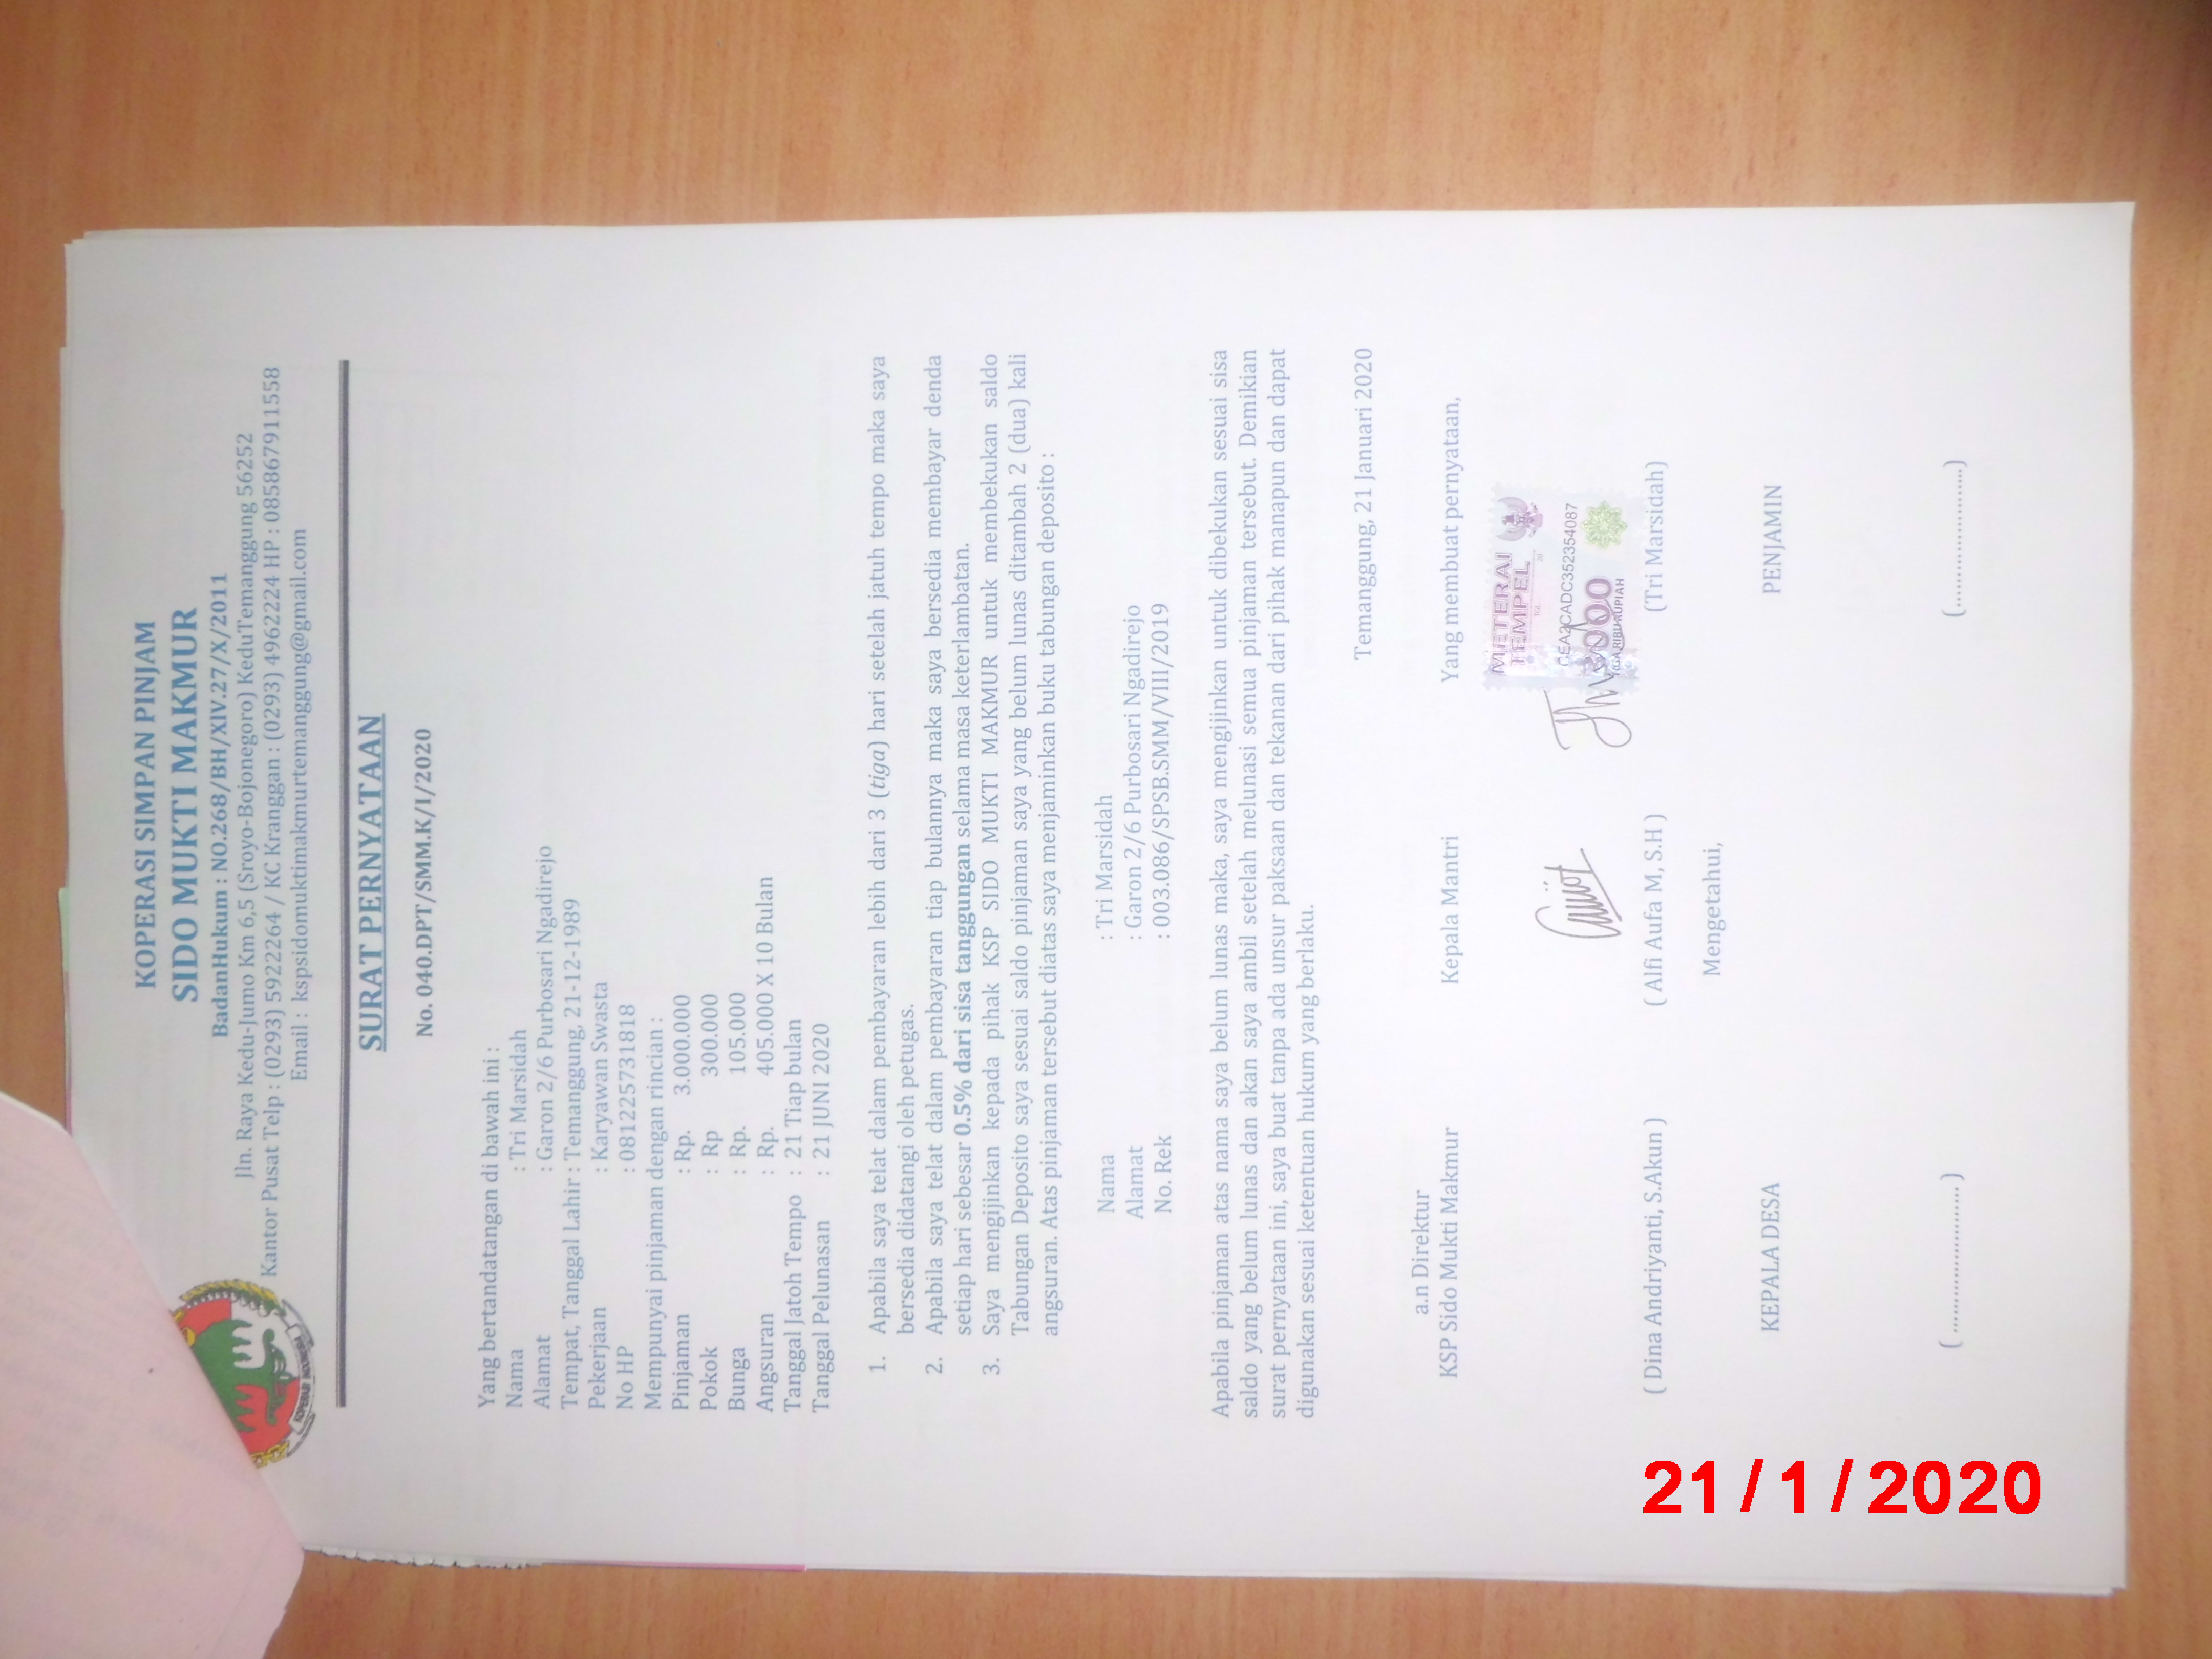 KOPERASI SIMPAN PINJAM
SIDO MUKTI MAKMUR
BadanHukum : NO.268/BH/XIV.27/X/2011
Jln. Raya Kedu-Jumo Km 6,5 (Sroyo-Bojonegoro) KeduTemanggung 56252
Kantor Pusat Telp : (0293) 5922264 / KC Kranggan : (0293) 4962224 HP : 085867911558
Email : kspsidomuktimakmurtemanggung@gmail.com
SURAT PERNYATAAN
No. 040.DPT/SMM.K/I/2020
Yang bertandatangan di bawah ini :
Nama : Tri Marsidah
Alamat : Garon 2/6 Purbosari Ngadirejo
Tempat, Tanggal Lahir : Temanggung, 21-12-1989
Pekerjaan : Karyawan Swasta
No HP : 081225731818
Mempunyai pinjaman dengan rincian :
Pinjaman : Rp. 3.000.000
Pokok : Rp 300.000
Bunga : Rp. 105.000
Angsuran : Rp. 405.000 X 10 Bulan
Tanggal Jatoh Tempo : 21 Tiap bulan
Tanggal Pelunasan : 21 JUNI 2020
1. Apabila saya telat dalam pembayaran lebih dari 3 (tiga) hari setelah jatuh tempo maka saya
bersedia didatangi oleh petugas.
2. Apabila saya telat dalam pembayaran tiap bulannya maka saya bersedia membayar denda
setiap hari sebesar 0.5% dari sisa tanggungan selama masa keterlambatan.
3. Saya mengijinkan kepada pihak KSP SIDO MUKTI MAKMUR untuk membekukan saldo
Tabungan Deposito saya sesuai saldo pinjaman saya yang belum lunas ditambah 2 (dua) kali
angsuran. Atas pinjaman tersebut diatas saya menjaminkan buku tabungan deposito :
Nama : Tri Marsidah
Alamat : Garon 2/6 Purbosari Ngadirejo
No. Rek : 003.086/SPSB.SMM/VIII/2019
Apabila pinjaman atas nama saya belum lunas maka, saya mengijinkan untuk dibekukan sesuai sisa
saldo yang belum lunas dan akan saya ambil setelah melunasi semua pinjaman tersebut. Demikian
surat pernyataan ini, saya buat tanpa ada unsur paksaan dan tekanan dari pihak manapun dan dapat
digunakan sesuai ketentuan hukum yang berlaku.
Temanggung, 21 Januari 2020
a.n Direktur
KSP Sido Mukti Makmur Kepala Mantri Yang membuat pernyataan,
METERAI
TEMPEL
CEA2CADC352354087
( Dina Andriyanti, S.Akun ) ( Alfi Aufa M, S.H ) (Tri Marsidah)
Mengetahui,
KEPALA DESA PENJAMIN
( ........................ ) (........................)
21/1/2020